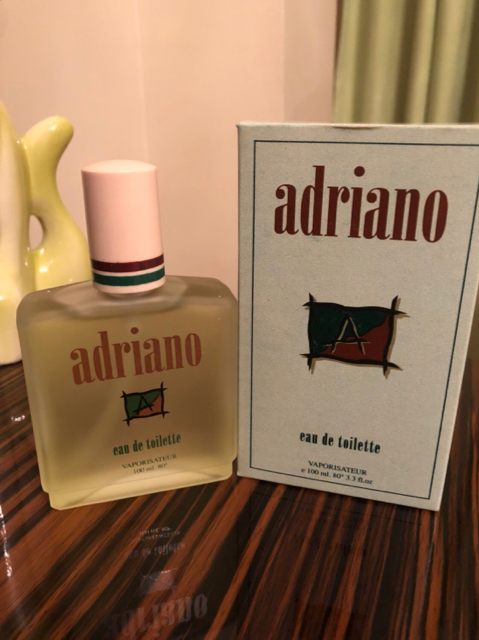 adriano
A
eau de toilette
VAPORISATEUR
100 ml. 80°
adriano
A
eau de toilette
VAPORISATEUR
e 100 ml. 80° 3.3 fl.oz